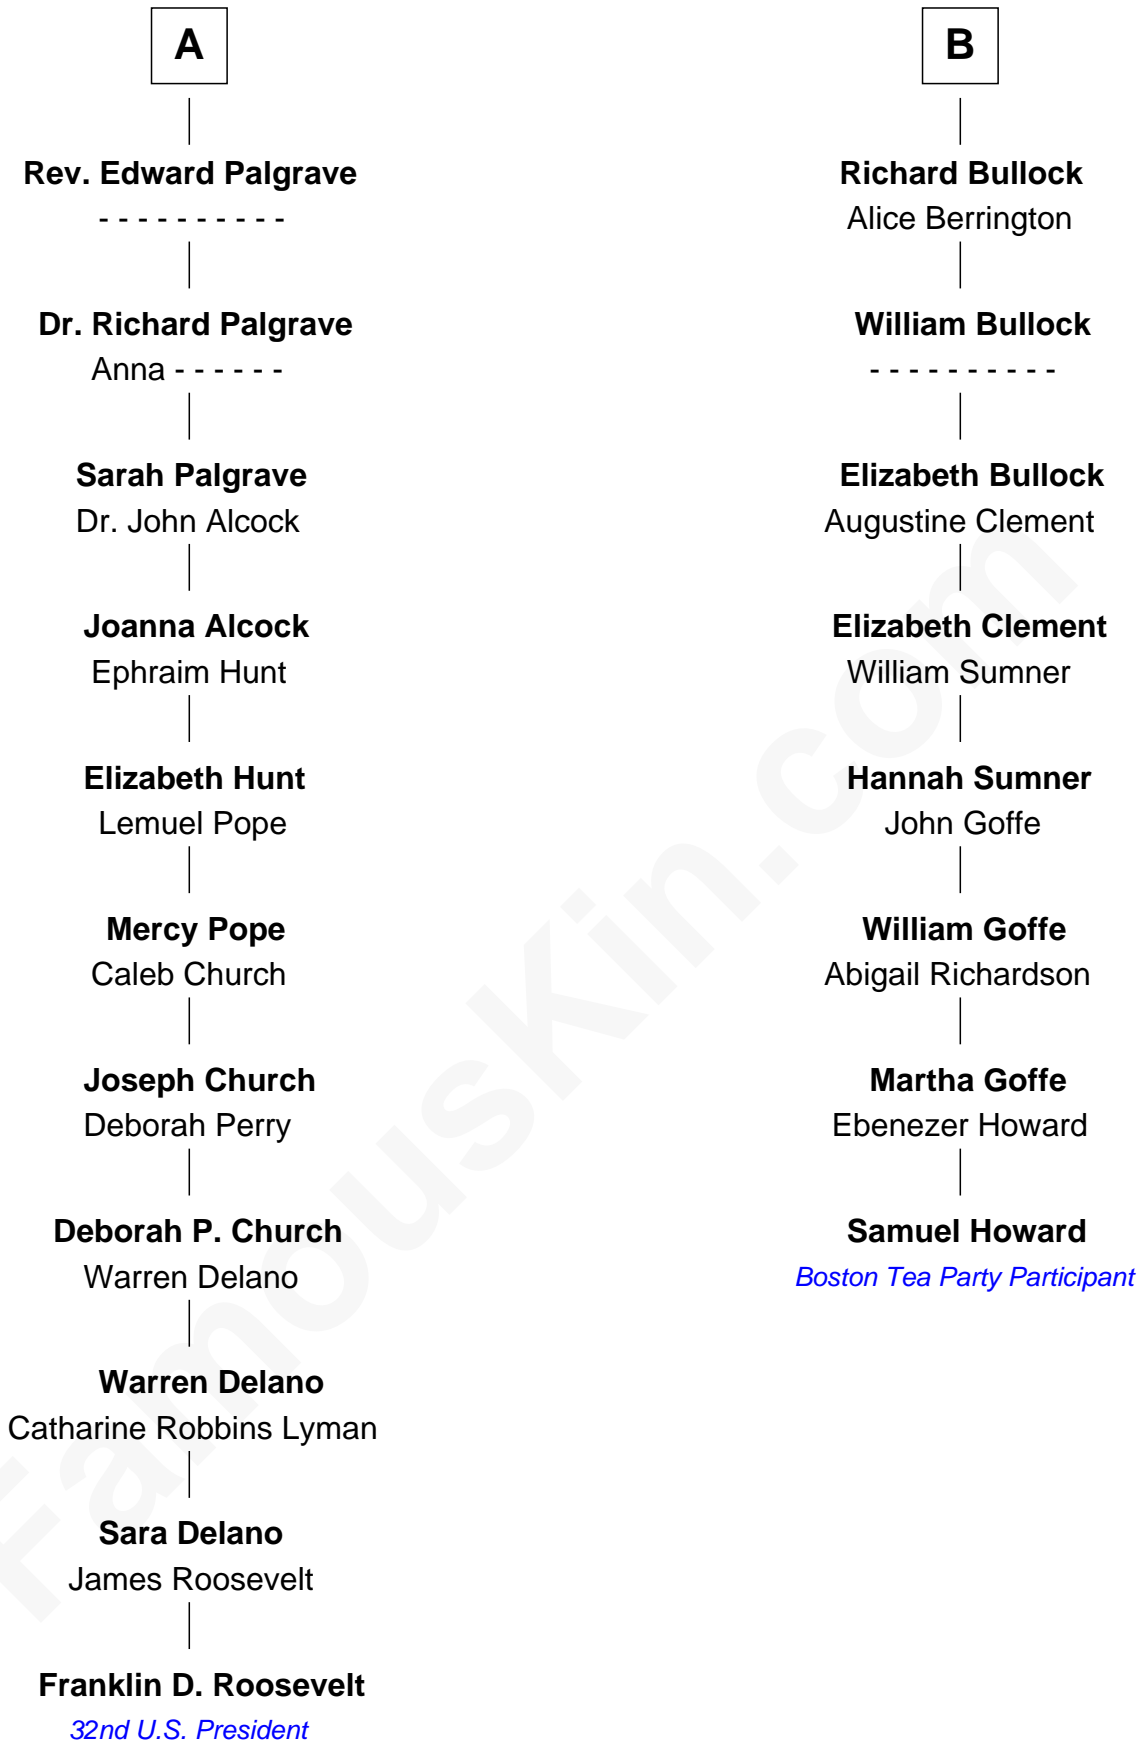 A
Rev. Edward Palgrave
- - - - - - - - - -
Dr. Richard Palgrave
Anna - - - - - -
Sarah Palgrave
Dr. John Alcock
Joanna Alcock
Ephraim Hunt
Elizabeth Hunt
Lemuel Pope
Mercy Pope
Caleb Church
Joseph Church
Deborah Perry
Deborah P. Church
Warren Delano
Warren Delano
Catharine Robbins Lyman
Sara Delano
James Roosevelt
Franklin D. Roosevelt
32nd U.S. President
B
Richard Bullock
Alice Berrington
William Bullock
- - - - - - - - - -
Elizabeth Bullock
Augustine Clement
Elizabeth Clement
William Sumner
Hannah Sumner
John Goffe
William Goffe
Abigail Richardson
Martha Goffe
Ebenezer Howard
Samuel Howard
Boston Tea Party Participant
FamousKin.com